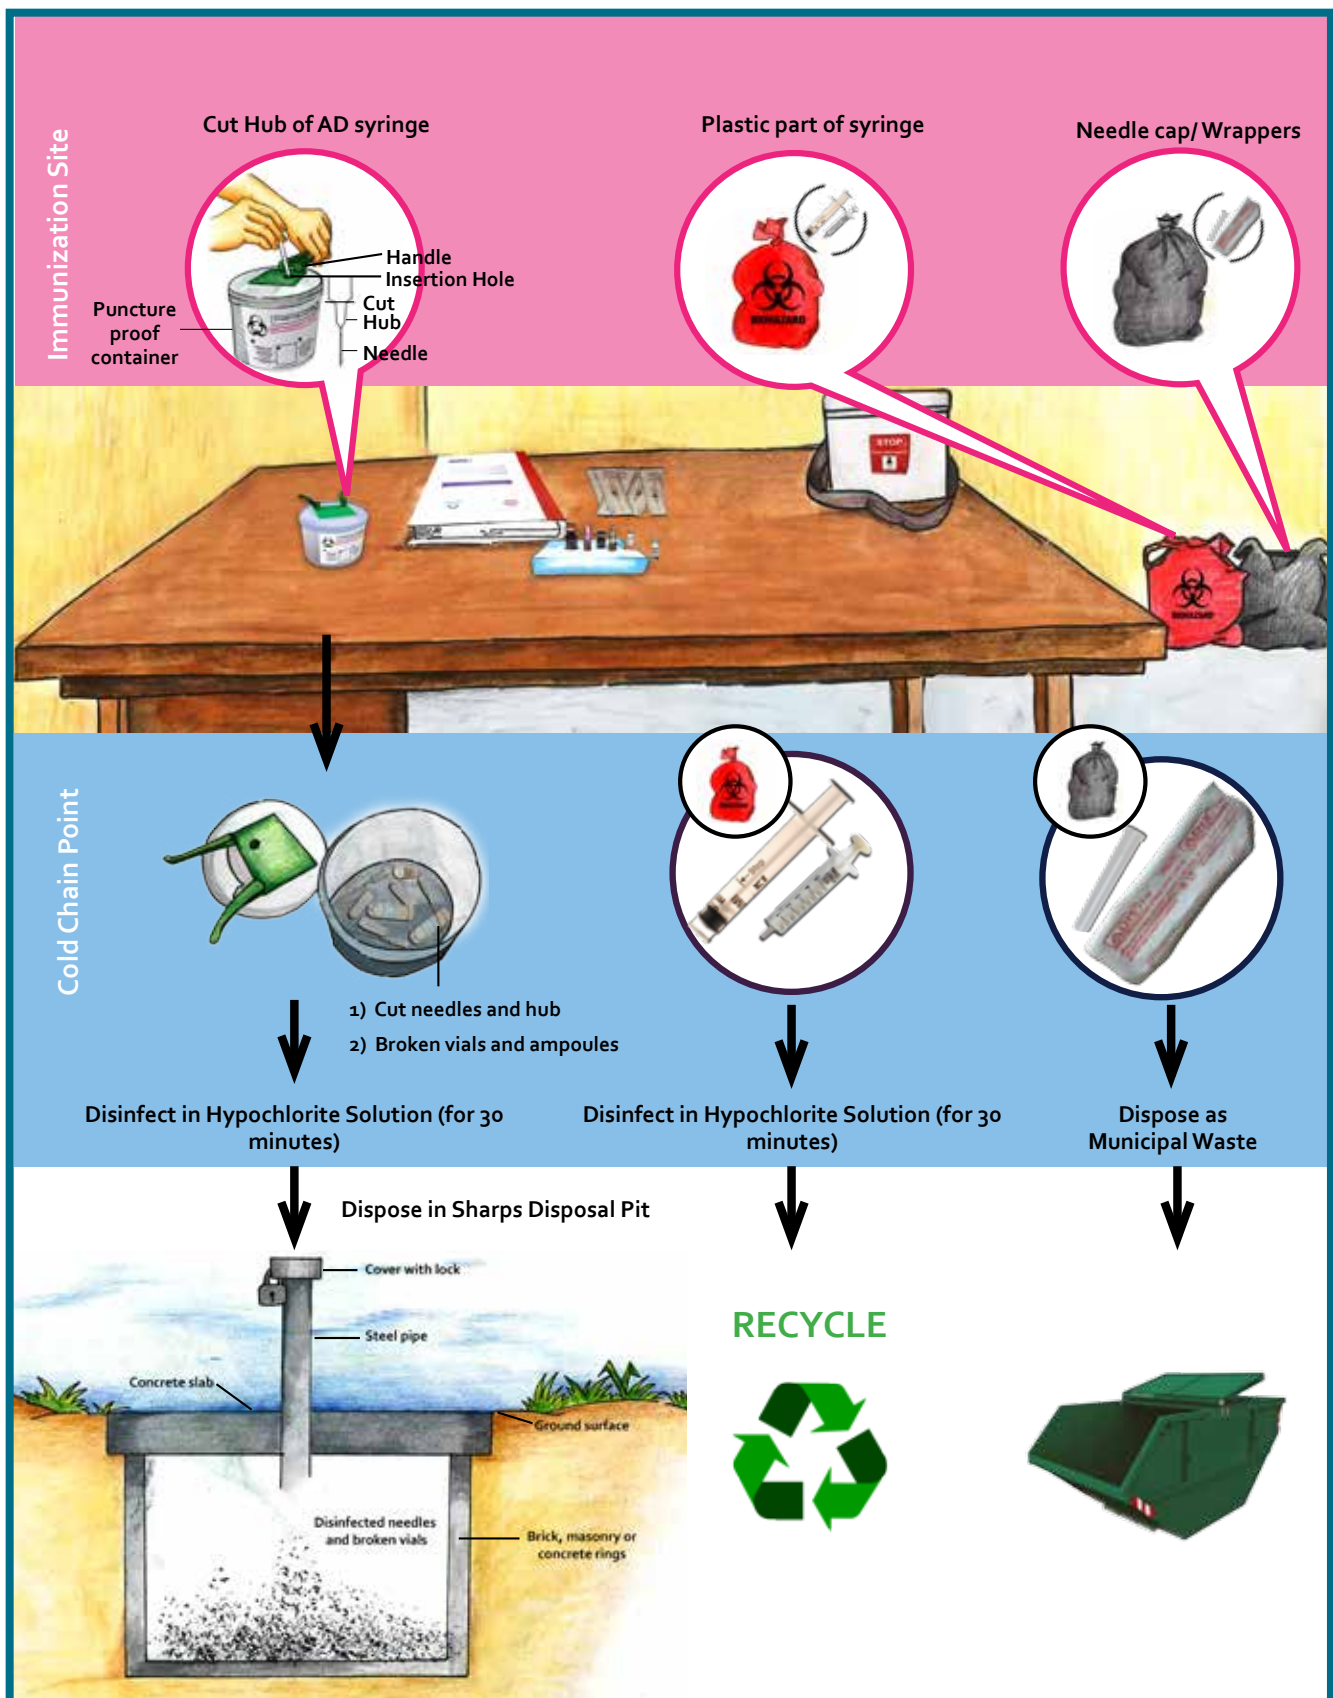 Immunization Site
Cut Hub of AD syringe
Plastic part of syringe
Needle cap/ Wrappers
Handle
Insertion Hole
Cut
Hub
Needle
Puncture
proof
container
BIOHAZARD
STOP
BIOHAZARD
Cold Chain Point
1) Cut needles and hub
2) Broken vials and ampoules
Disinfect in Hypochlorite Solution (for 30
minutes)
Disinfect in Hypochlorite Solution (for 30
minutes)
Dispose as
Municipal Waste
Dispose in Sharps Disposal Pit
Cover with lock
Steel pipe
Concrete slab
Ground surface
Disinfected needles
and broken vials
Brick, masonry or
concrete rings
RECYCLE